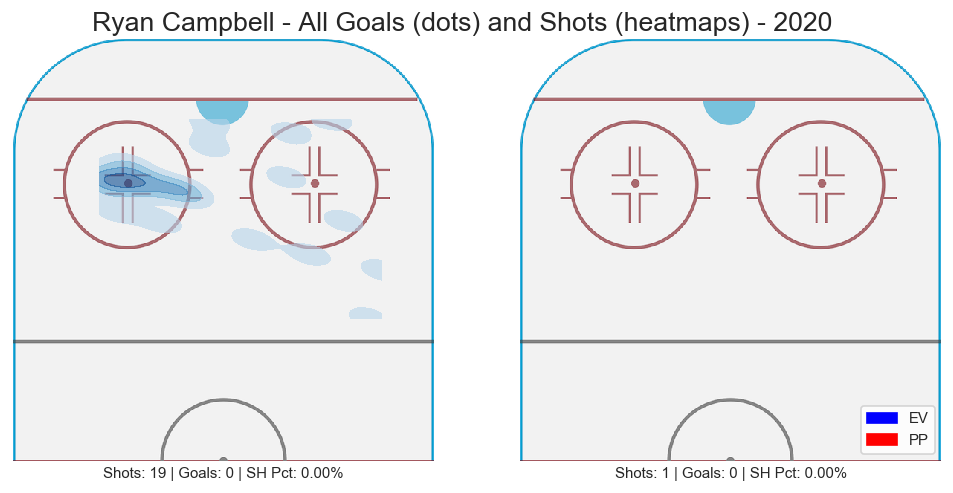 Ryan Campbell - All Goals (dots) and Shots (heatmaps) - 2020
EV
PP
Shots: 19 | Goals: 0 | SH Pct: 0.00%
Shots: 1 | Goals: 0 | SH Pct: 0.00%